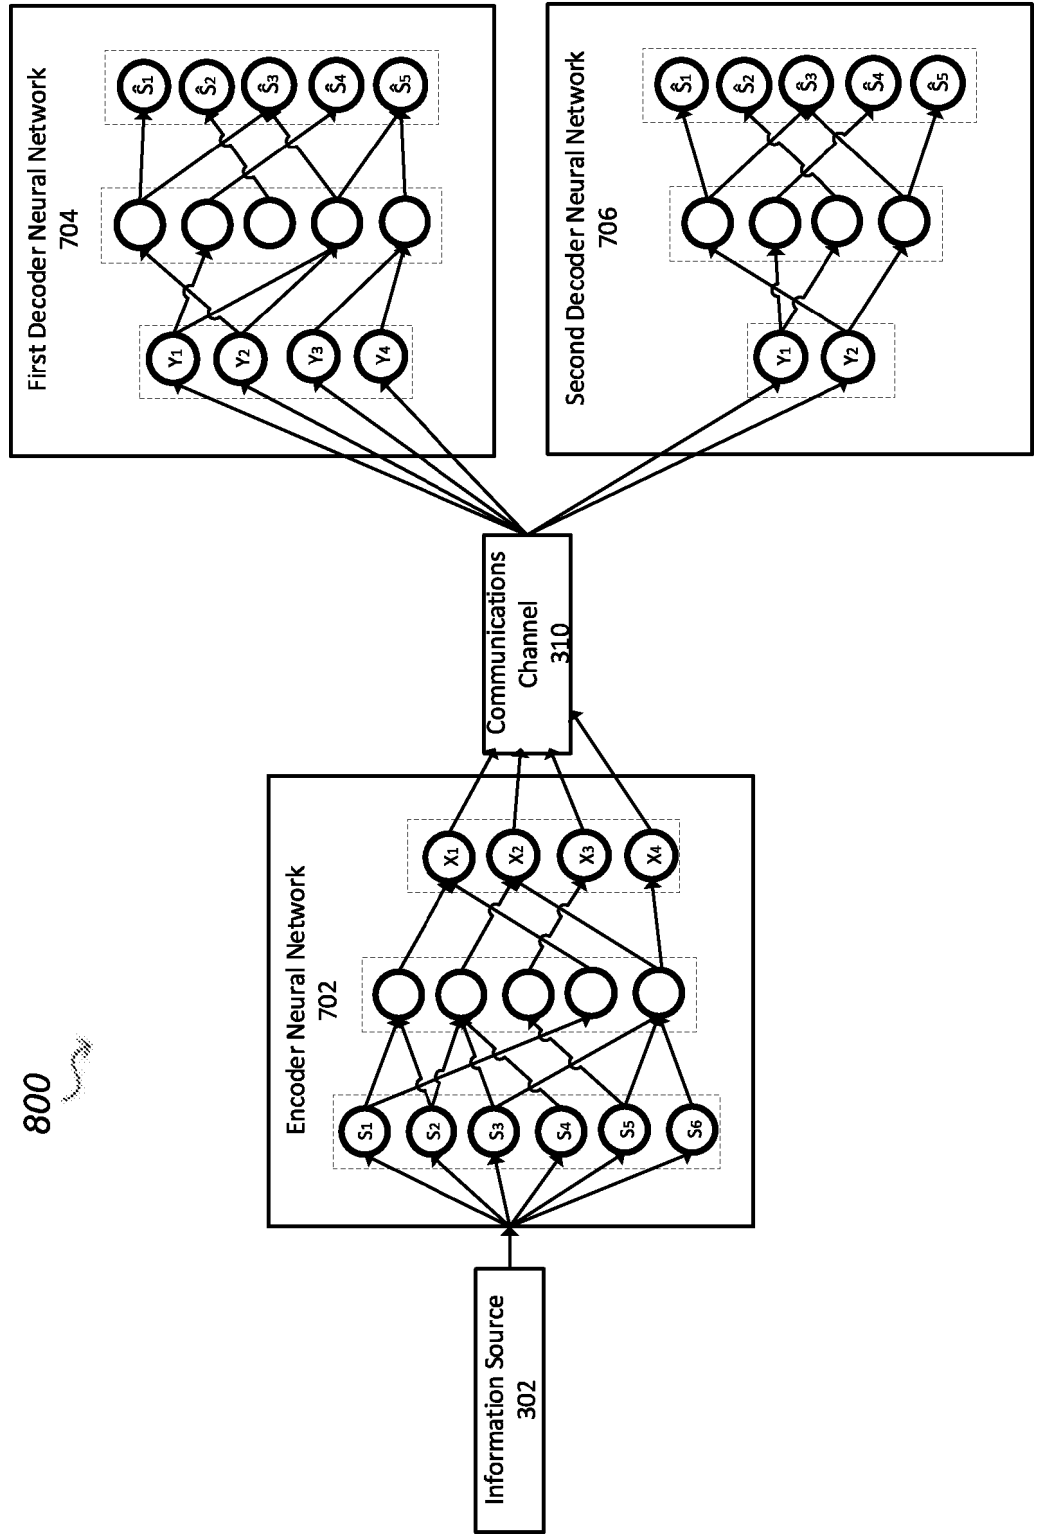 800
Information Source
302
Encoder Neural Network
702
S1
S2
S3
S4
S5
S6
X1
X2
X3
X4
Communications
Channel
310
First Decoder Neural Network
704
Y1
Y2
Y3
Y4
Ŝ1
Ŝ2
Ŝ3
Ŝ4
Ŝ5
Second Decoder Neural Network
706
Y1
Y2
Ŝ1
Ŝ2
Ŝ3
Ŝ4
Ŝ5